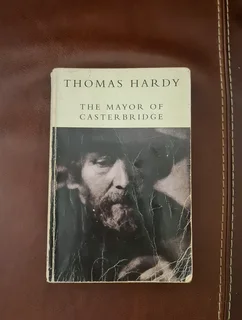 THOMAS HARDY
THE MAYOR OF
CASTERBRIDGE